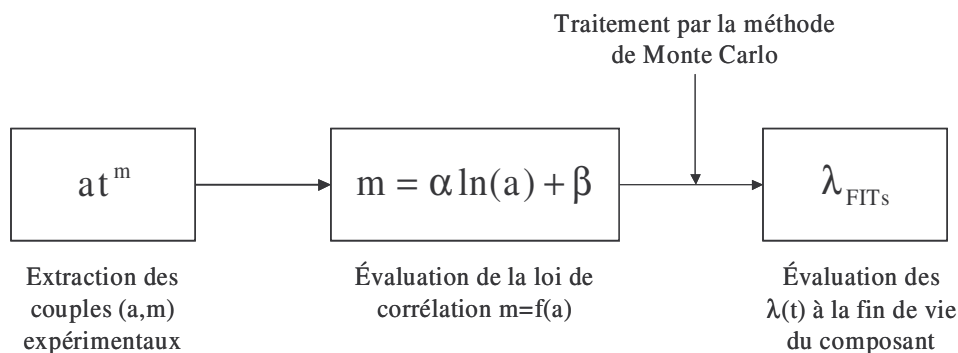 Traitement par la méthode
de Monte Carlo
at^m
m = α ln(a) + β
λ_FITs
Extraction des
couples (a,m)
expérimentaux
Évaluation de la loi de
corrélation m=f(a)
Évaluation des
λ(t) à la fin de vie
du composant